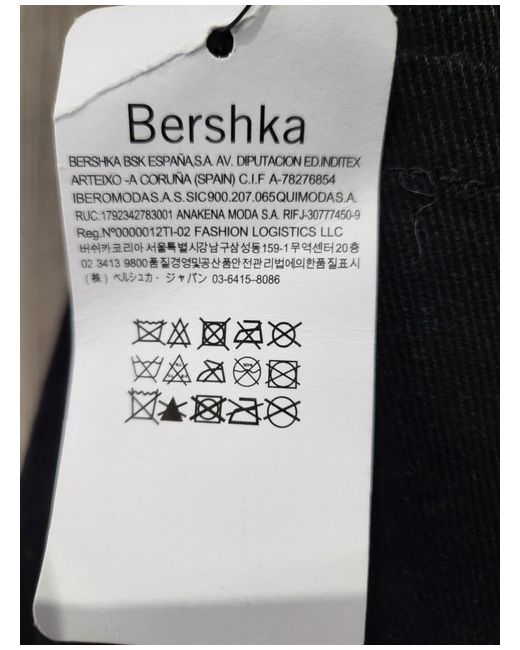 Bershka
BERSHKA BSK ESPAÑA,S.A. AV. DIPUTACION ED.INDITEX
ARTEIXO -A CORUÑA (SPAIN) C.I.F A-78276854
IBEROMODAS.A.S.SIC900.207.065QUIMODAS.A.
RUC:1792342783001 ANAKENA MODA S.A. RIFJ-30777450-9
Reg.Nº0000012TI-02 FASHION LOGISTICS LLC
버쉬카코리아 서울특별시강남구삼성동159-1무역센터20층
02 3413 9800품질경영및공산품안전관리법에의한품질표시
(株) ベルシュカ・ジャパン 03-6415-8086